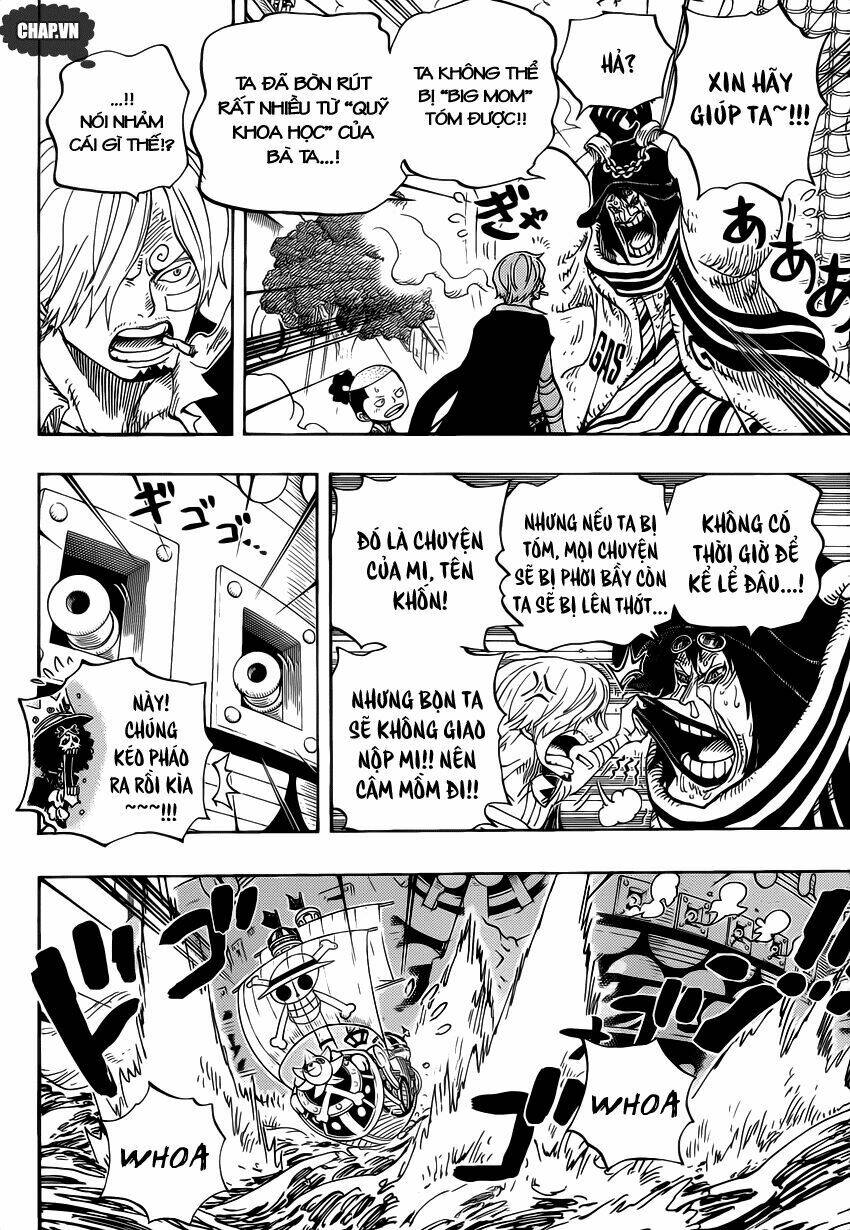 CHAP.VN
XIN HÃY
GIÚP TA~!!!
HẢ?
TA KHÔNG THỂ
BỊ "BIG MOM"
TÓM ĐƯỢC!!
TA ĐÃ BÒN RÚT
RẤT NHIỀU TỪ "QUỸ
KHOA HỌC" CỦA
BÀ TA...!
...!!
NÓI NHẢM
CÁI GÌ THẾ!?
ああああ
ぎゃ
GAS
KHÔNG CÓ
THỜI GIỜ ĐỂ
KỂ LỂ ĐÂU...!
NHƯNG NẾU TA BỊ
TÓM, MỌI CHUYỆN
SẼ BỊ PHƠI BẦY CÒN
TA SẼ BỊ LÊN THỚT...
ĐÓ LÀ CHUYỆN
CỦA MI, TÊN
KHỐN!
NHƯNG BỌN TA
SẼ KHÔNG GIAO
NỘP MI!! NÊN
CÂM MỒM ĐI!!
ギゴゴゴ
NÀY!
CHÚNG
KÉO PHÁO
RA RỒI KÌA
~~~!!!
WHOA
WHOA
ドドゴゴ